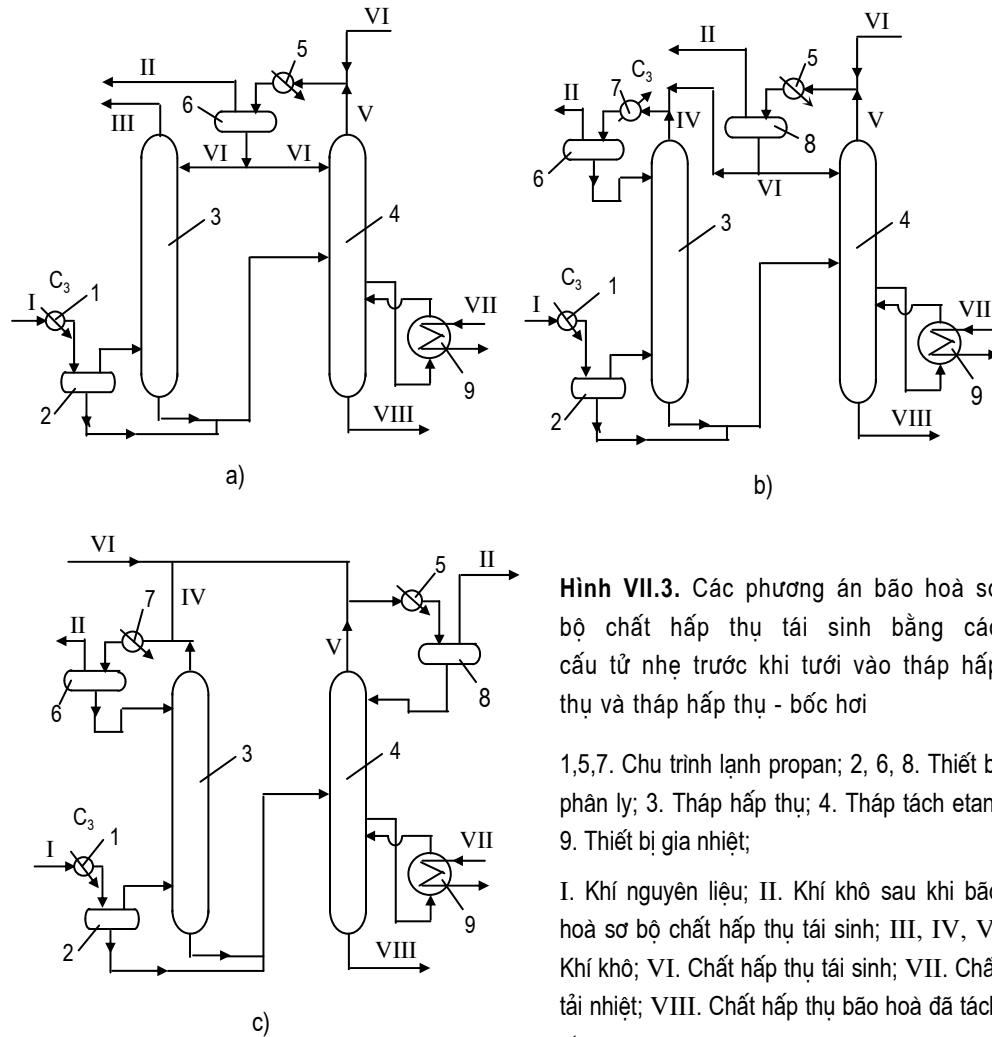 VI
II
5
6
III
V
VI
VI
3
4
C3
I
1
VII
2
9
VIII
a)
VI
II
5
C3
7
II
IV
V
6
8
VI
3
4
C3
I
1
VII
2
9
VIII
b)
VI
5
II
7
IV
II
V
6
8
3
4
C3
I
1
VII
2
9
VIII
c)
Hình VII.3. Các phương án bão hoà sơ
bộ chất hấp thụ tái sinh bằng các
cấu tử nhẹ trước khi tưới vào tháp hấp
thụ và tháp hấp thụ - bốc hơi
1,5,7. Chu trình lạnh propan; 2, 6, 8. Thiết bị
phân ly; 3. Tháp hấp thụ; 4. Tháp tách etan
9. Thiết bị gia nhiệt;
I. Khí nguyên liệu; II. Khí khô sau khi bão
hoà sơ bộ chất hấp thụ tái sinh; III, IV, V
Khí khô; VI. Chất hấp thụ tái sinh; VII. Chất
tải nhiệt; VIII. Chất hấp thụ bão hoà đã tách